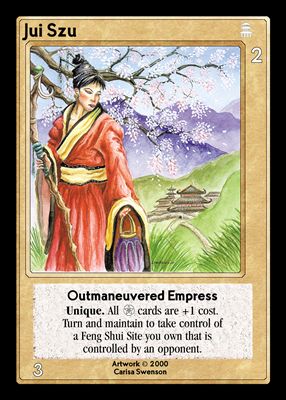 Jui Szu
2
Outmaneuvered Empress
Unique. All cards are +1 cost.
Turn and maintain to take control of
a Feng Shui Site you own that is
controlled by an opponent.
Artwork © 2000
Carisa Swenson
3